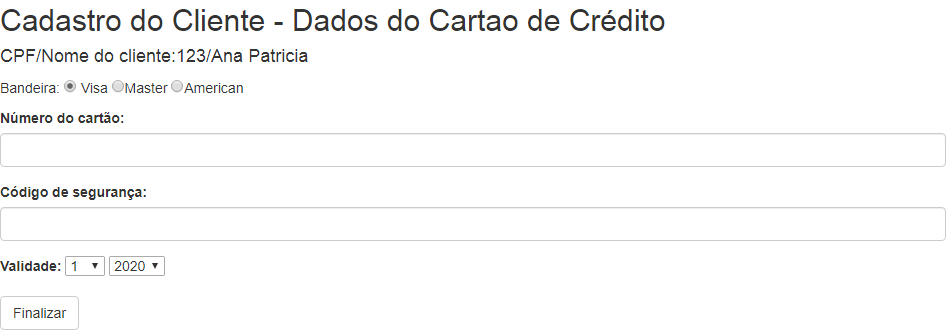 Cadastro do Cliente - Dados do Cartao de Crédito
CPF/Nome do cliente:123/Ana Patricia
Bandeira: Visa Master American
Número do cartão:
Código de segurança:
Validade: 1 2020
Finalizar